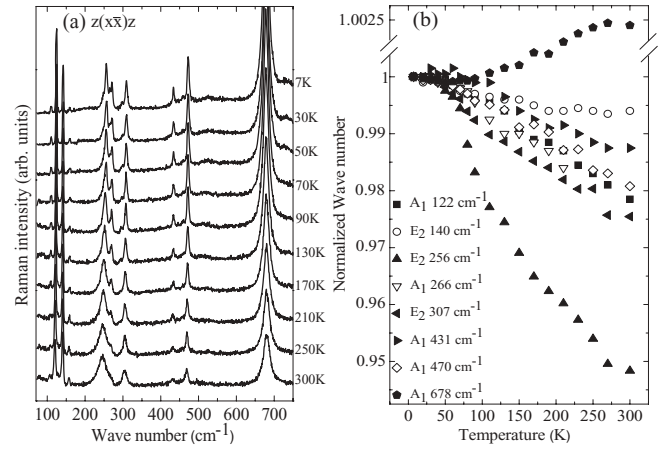 (a) z(xx̄)z
7K
30K
50K
70K
90K
130K
170K
210K
250K
300K
Raman intensity (arb. units)
100 200 300 400 500 600 700
Wave number (cm⁻¹)
(b)
1.0025
1
0.99
0.98
0.97
0.96
0.95
Normalized Wave number
A₁ 122 cm⁻¹
E₂ 140 cm⁻¹
E₂ 256 cm⁻¹
A₁ 266 cm⁻¹
E₂ 307 cm⁻¹
A₁ 431 cm⁻¹
A₁ 470 cm⁻¹
A₁ 678 cm⁻¹
0 50 100 150 200 250 300
Temperature (K)